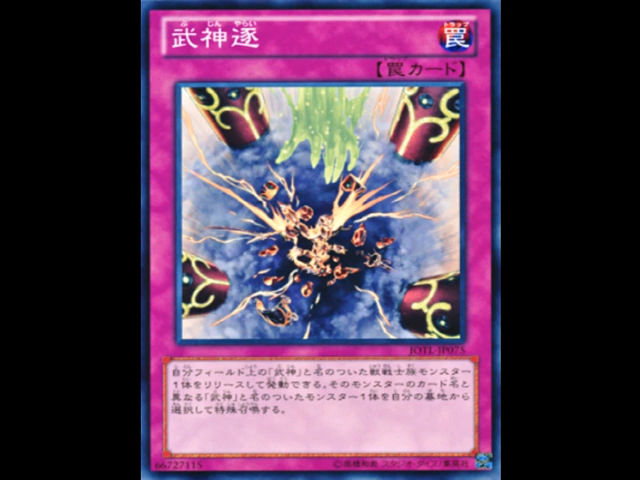 武神逐
ぶ じん やらい
トラップ
罠
【罠カード】
JOTL-JP075
自分フィールド上の「武神」と名のついた獣戦士族モンスター
1体をリリースして発動できる。そのモンスターのカード名と
異なる「武神」と名のついたモンスター1体を自分の墓地から
選択して特殊召喚する。
66727115
©高橋和希 スタジオ・ダイス/集英社